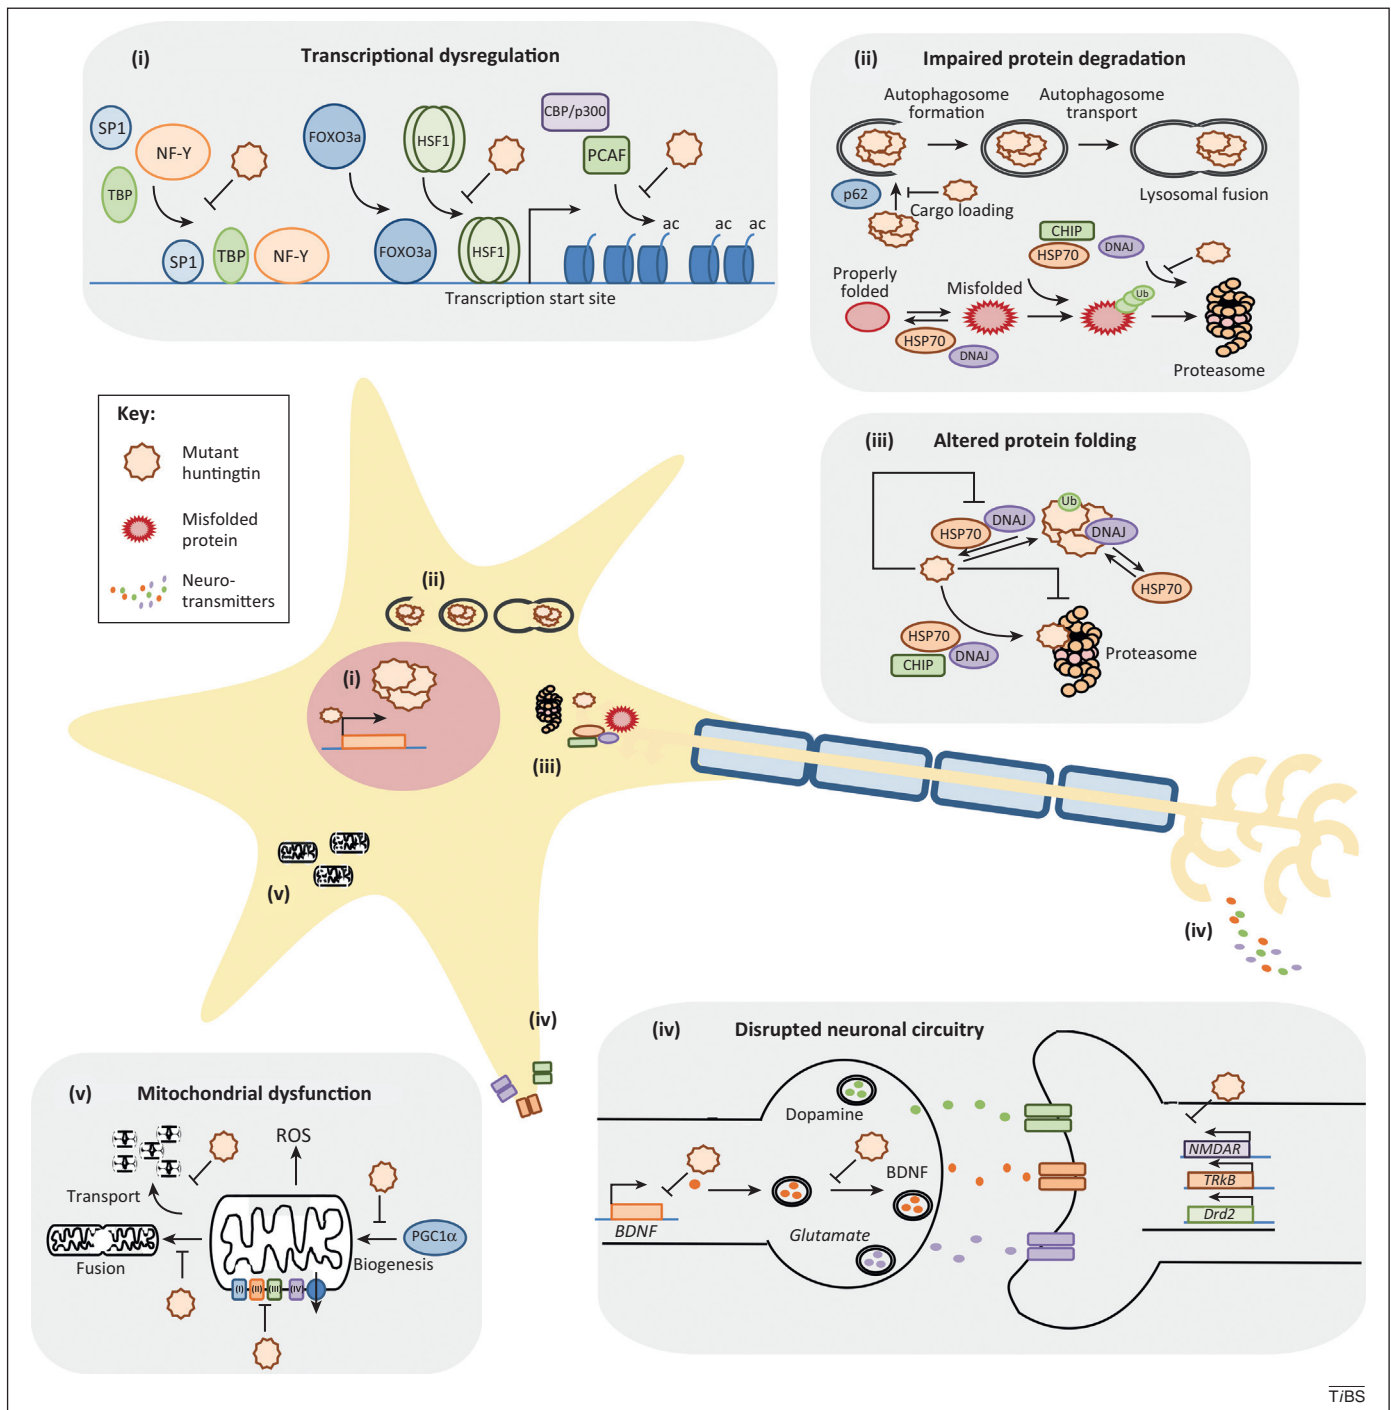 (i) Transcriptional dysregulation
SP1
NF-Y
TBP
FOXO3a
HSF1
CBP/p300
PCAF
SP1
TBP
NF-Y
FOXO3a
HSF1
ac
ac
ac
Transcription start site
(ii) Impaired protein degradation
Autophagosome
formation
Autophagosome
transport
p62
Cargo loading
Lysosomal fusion
CHIP
HSP70
DNAJ
Properly
folded
Misfolded
Ub
HSP70
DNAJ
Proteasome
Key:
Mutant
huntingtin
Misfolded
protein
Neuro-
transmitters
(iii) Altered protein folding
Ub
DNAJ
HSP70
DNAJ
HSP70
HSP70
DNAJ
CHIP
Proteasome
(ii)
(i)
(iii)
(v)
(iv)
(iv)
(iv) Disrupted neuronal circuitry
Dopamine
BDNF
BDNF
Glutamate
NMDAR
TRkB
Drd2
(v) Mitochondrial dysfunction
ROS
Transport
PGC1α
Fusion
Biogenesis
(I)
(II)
(III)
(IV)
TiBS